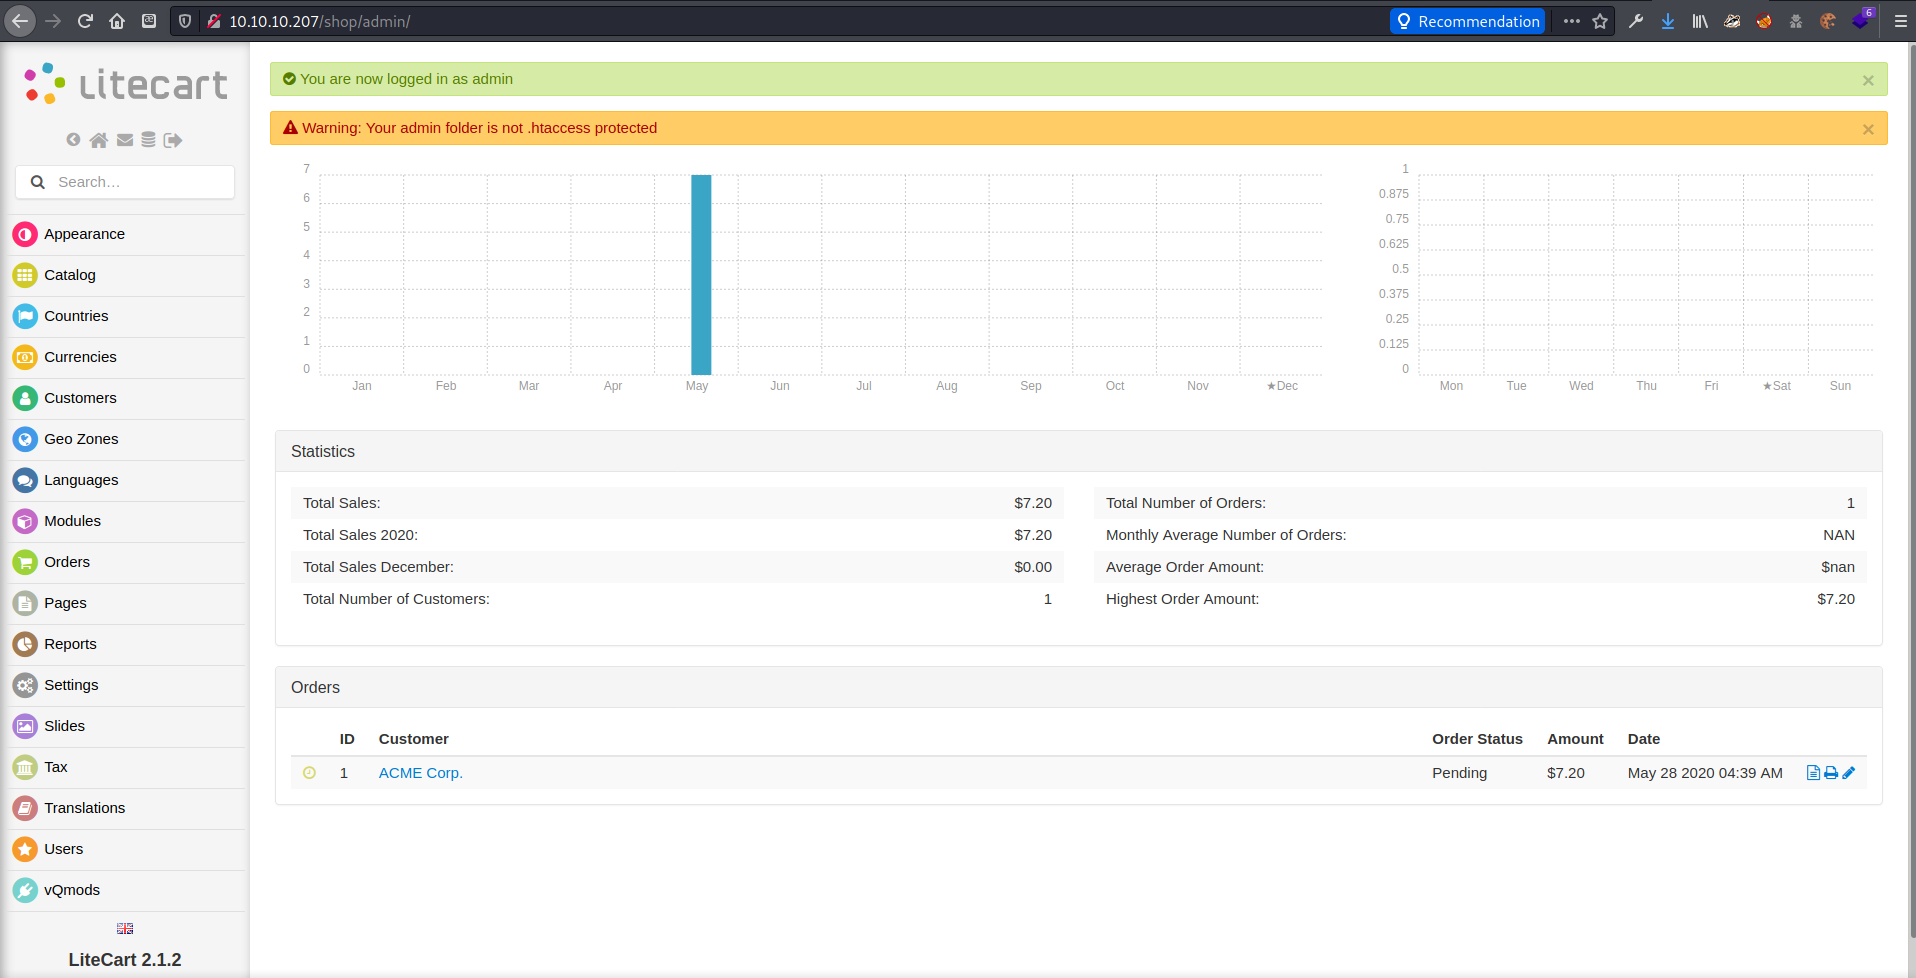 10.10.10.207/shop/admin/
Recommendation
6
LiteCart
Search...
Appearance
Catalog
Countries
Currencies
Customers
Geo Zones
Languages
Modules
Orders
Pages
Reports
Settings
Slides
Tax
Translations
Users
vQmods
LiteCart 2.1.2
You are now logged in as admin
×
Warning: Your admin folder is not .htaccess protected
×
7
6
5
4
3
2
1
0
Jan Feb Mar Apr May Jun Jul Aug Sep Oct Nov ★Dec
1
0.875
0.75
0.625
0.5
0.375
0.25
0.125
0
Mon Tue Wed Thu Fri ★Sat Sun
Statistics
Total Sales: $7.20
Total Sales 2020: $7.20
Total Sales December: $0.00
Total Number of Customers: 1
Total Number of Orders: 1
Monthly Average Number of Orders: NAN
Average Order Amount: $nan
Highest Order Amount: $7.20
Orders
ID Customer Order Status Amount Date
1 ACME Corp. Pending $7.20 May 28 2020 04:39 AM